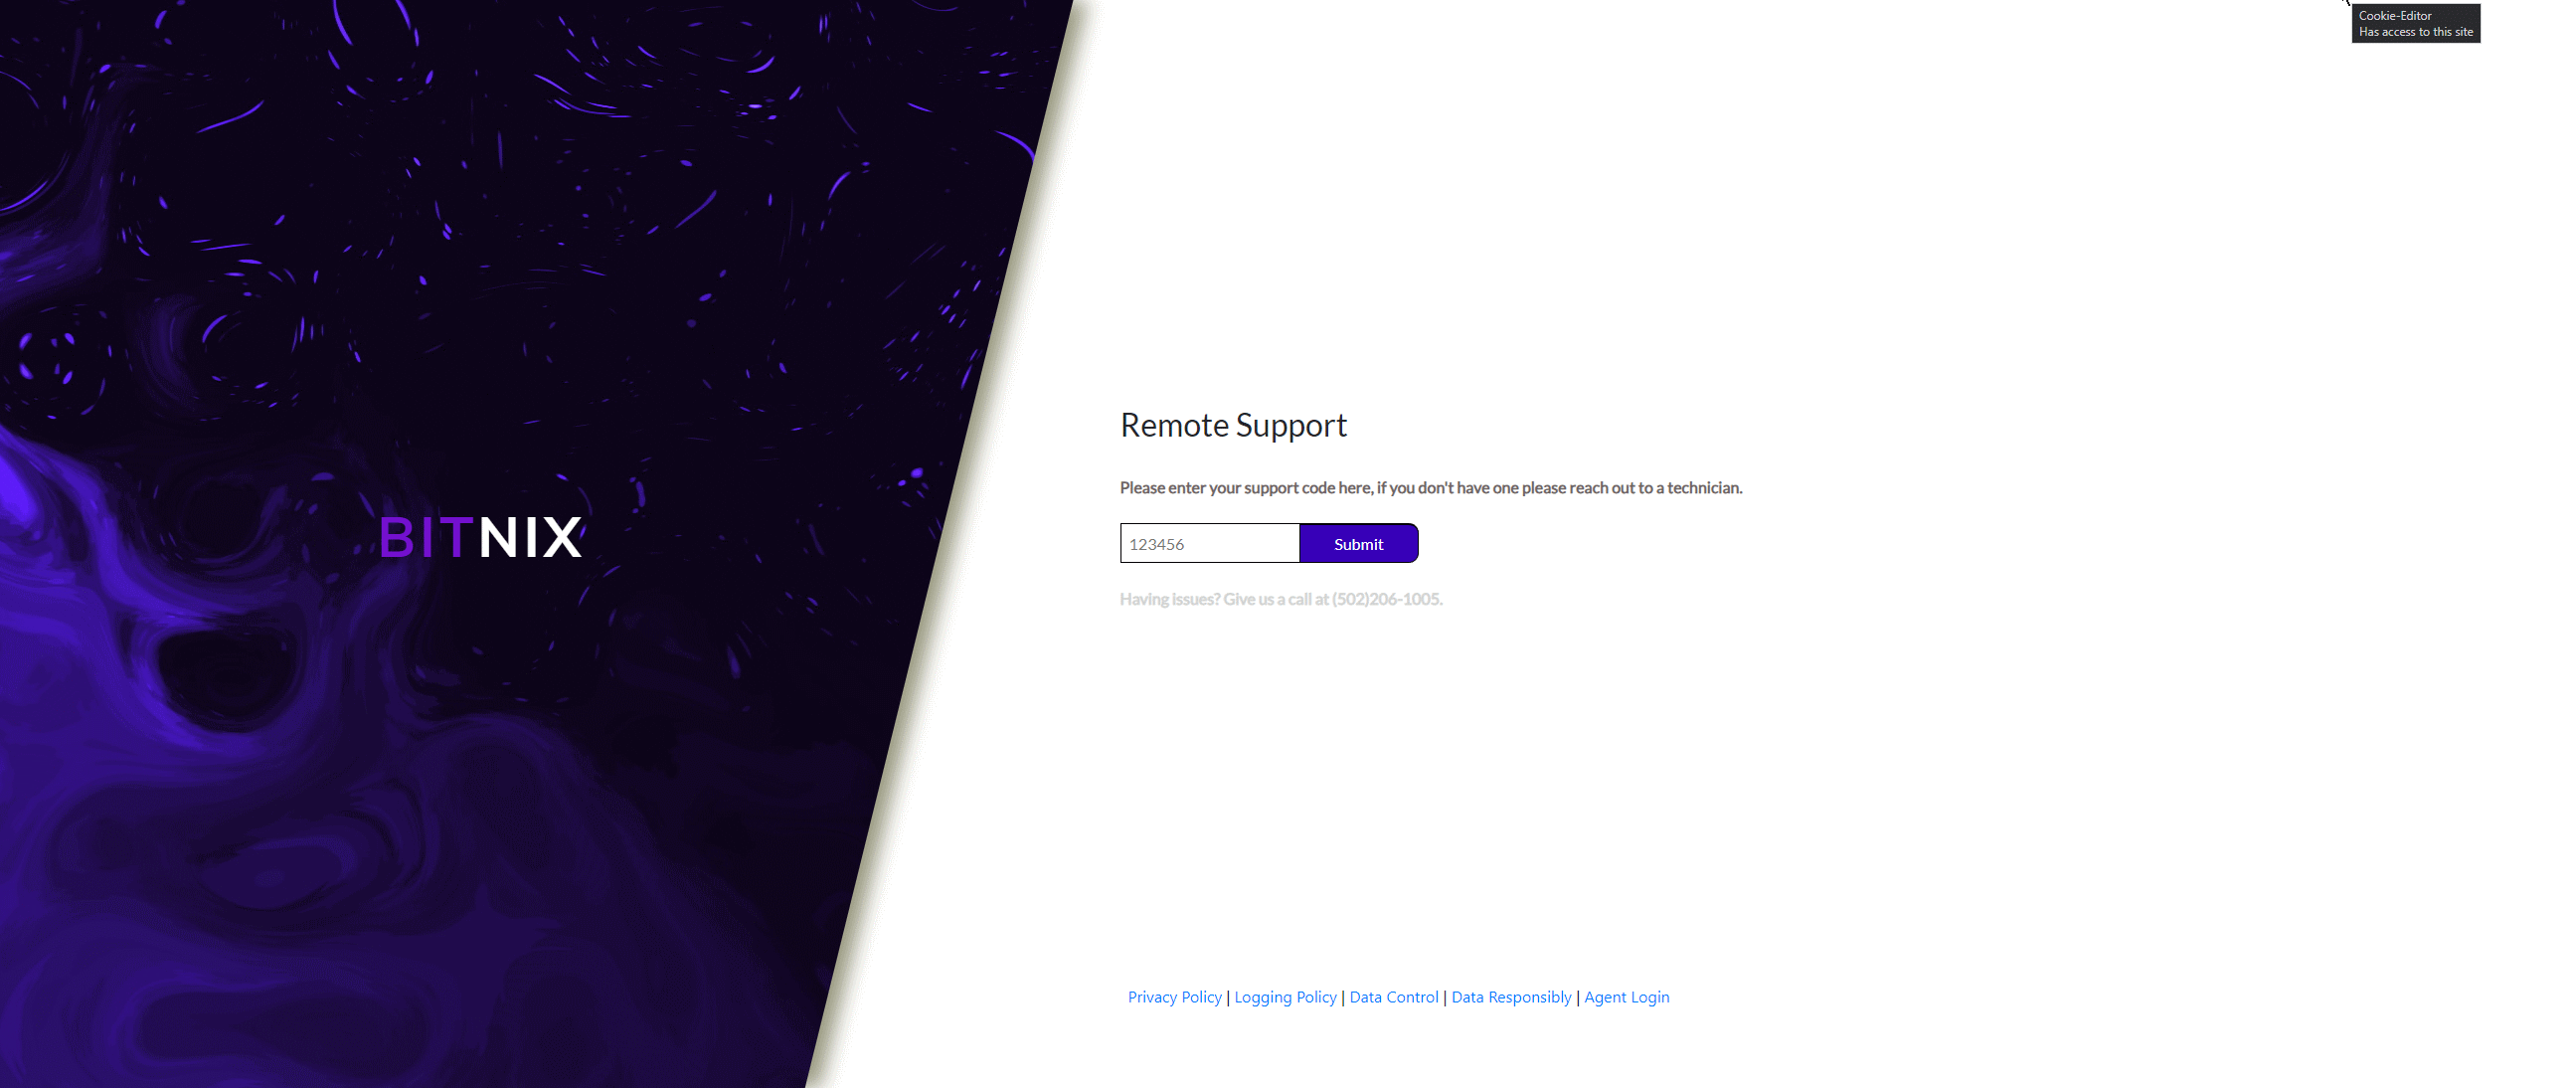 Cookie-Editor
Has access to this site
BITNIX
Remote Support
Please enter your support code here, if you don't have one please reach out to a technician.
123456
Submit
Having issues? Give us a call at (502)206-1005.
Privacy Policy | Logging Policy | Data Control | Data Responsibly | Agent Login